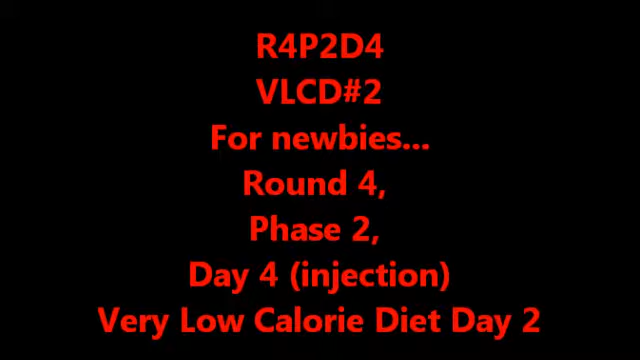 R4P2D4
VLCD#2
For newbies...
Round 4,
Phase 2,
Day 4 (injection)
Very Low Calorie Diet Day 2